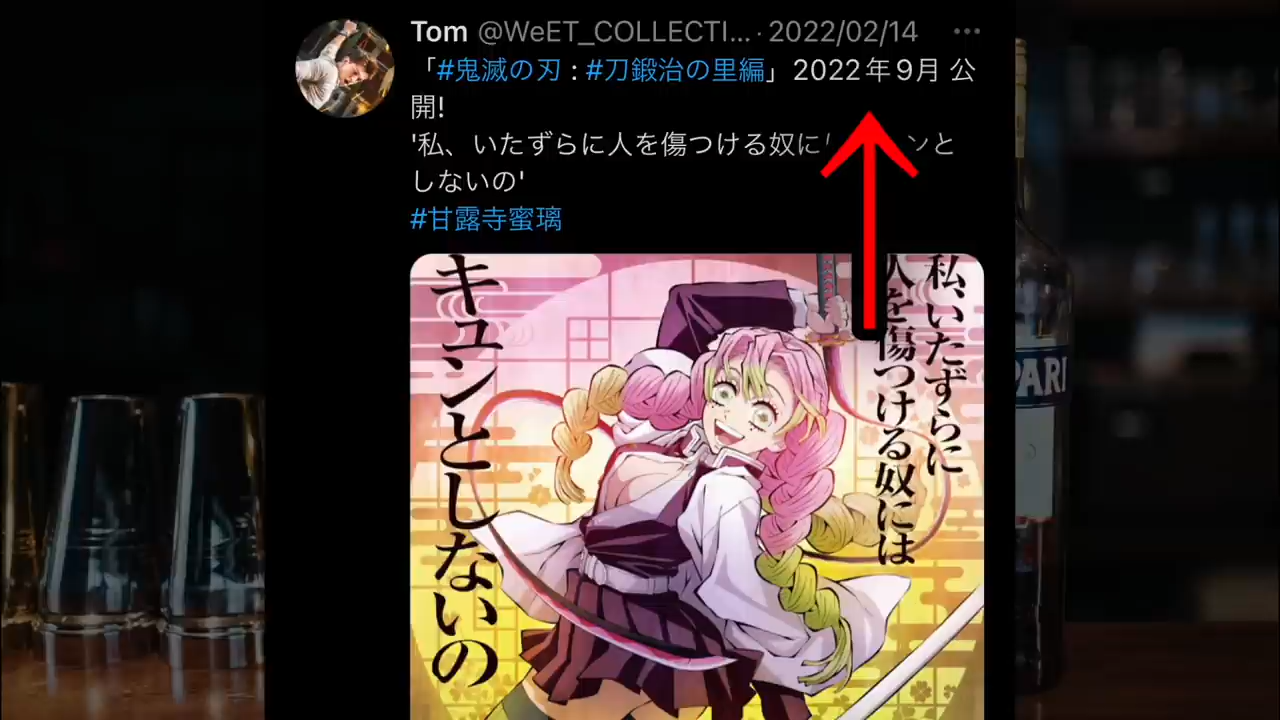 Tom @WeET_COLLECTI... · 2022/02/14
「#鬼滅の刃 : #刀鍛治の里編」2022年9月 公
開!
'私、いたずらに人を傷つける奴に ンと
しないの'
#甘露寺蜜璃
私、いたずらに
人を傷つける奴には
キュンとしないの
PARI